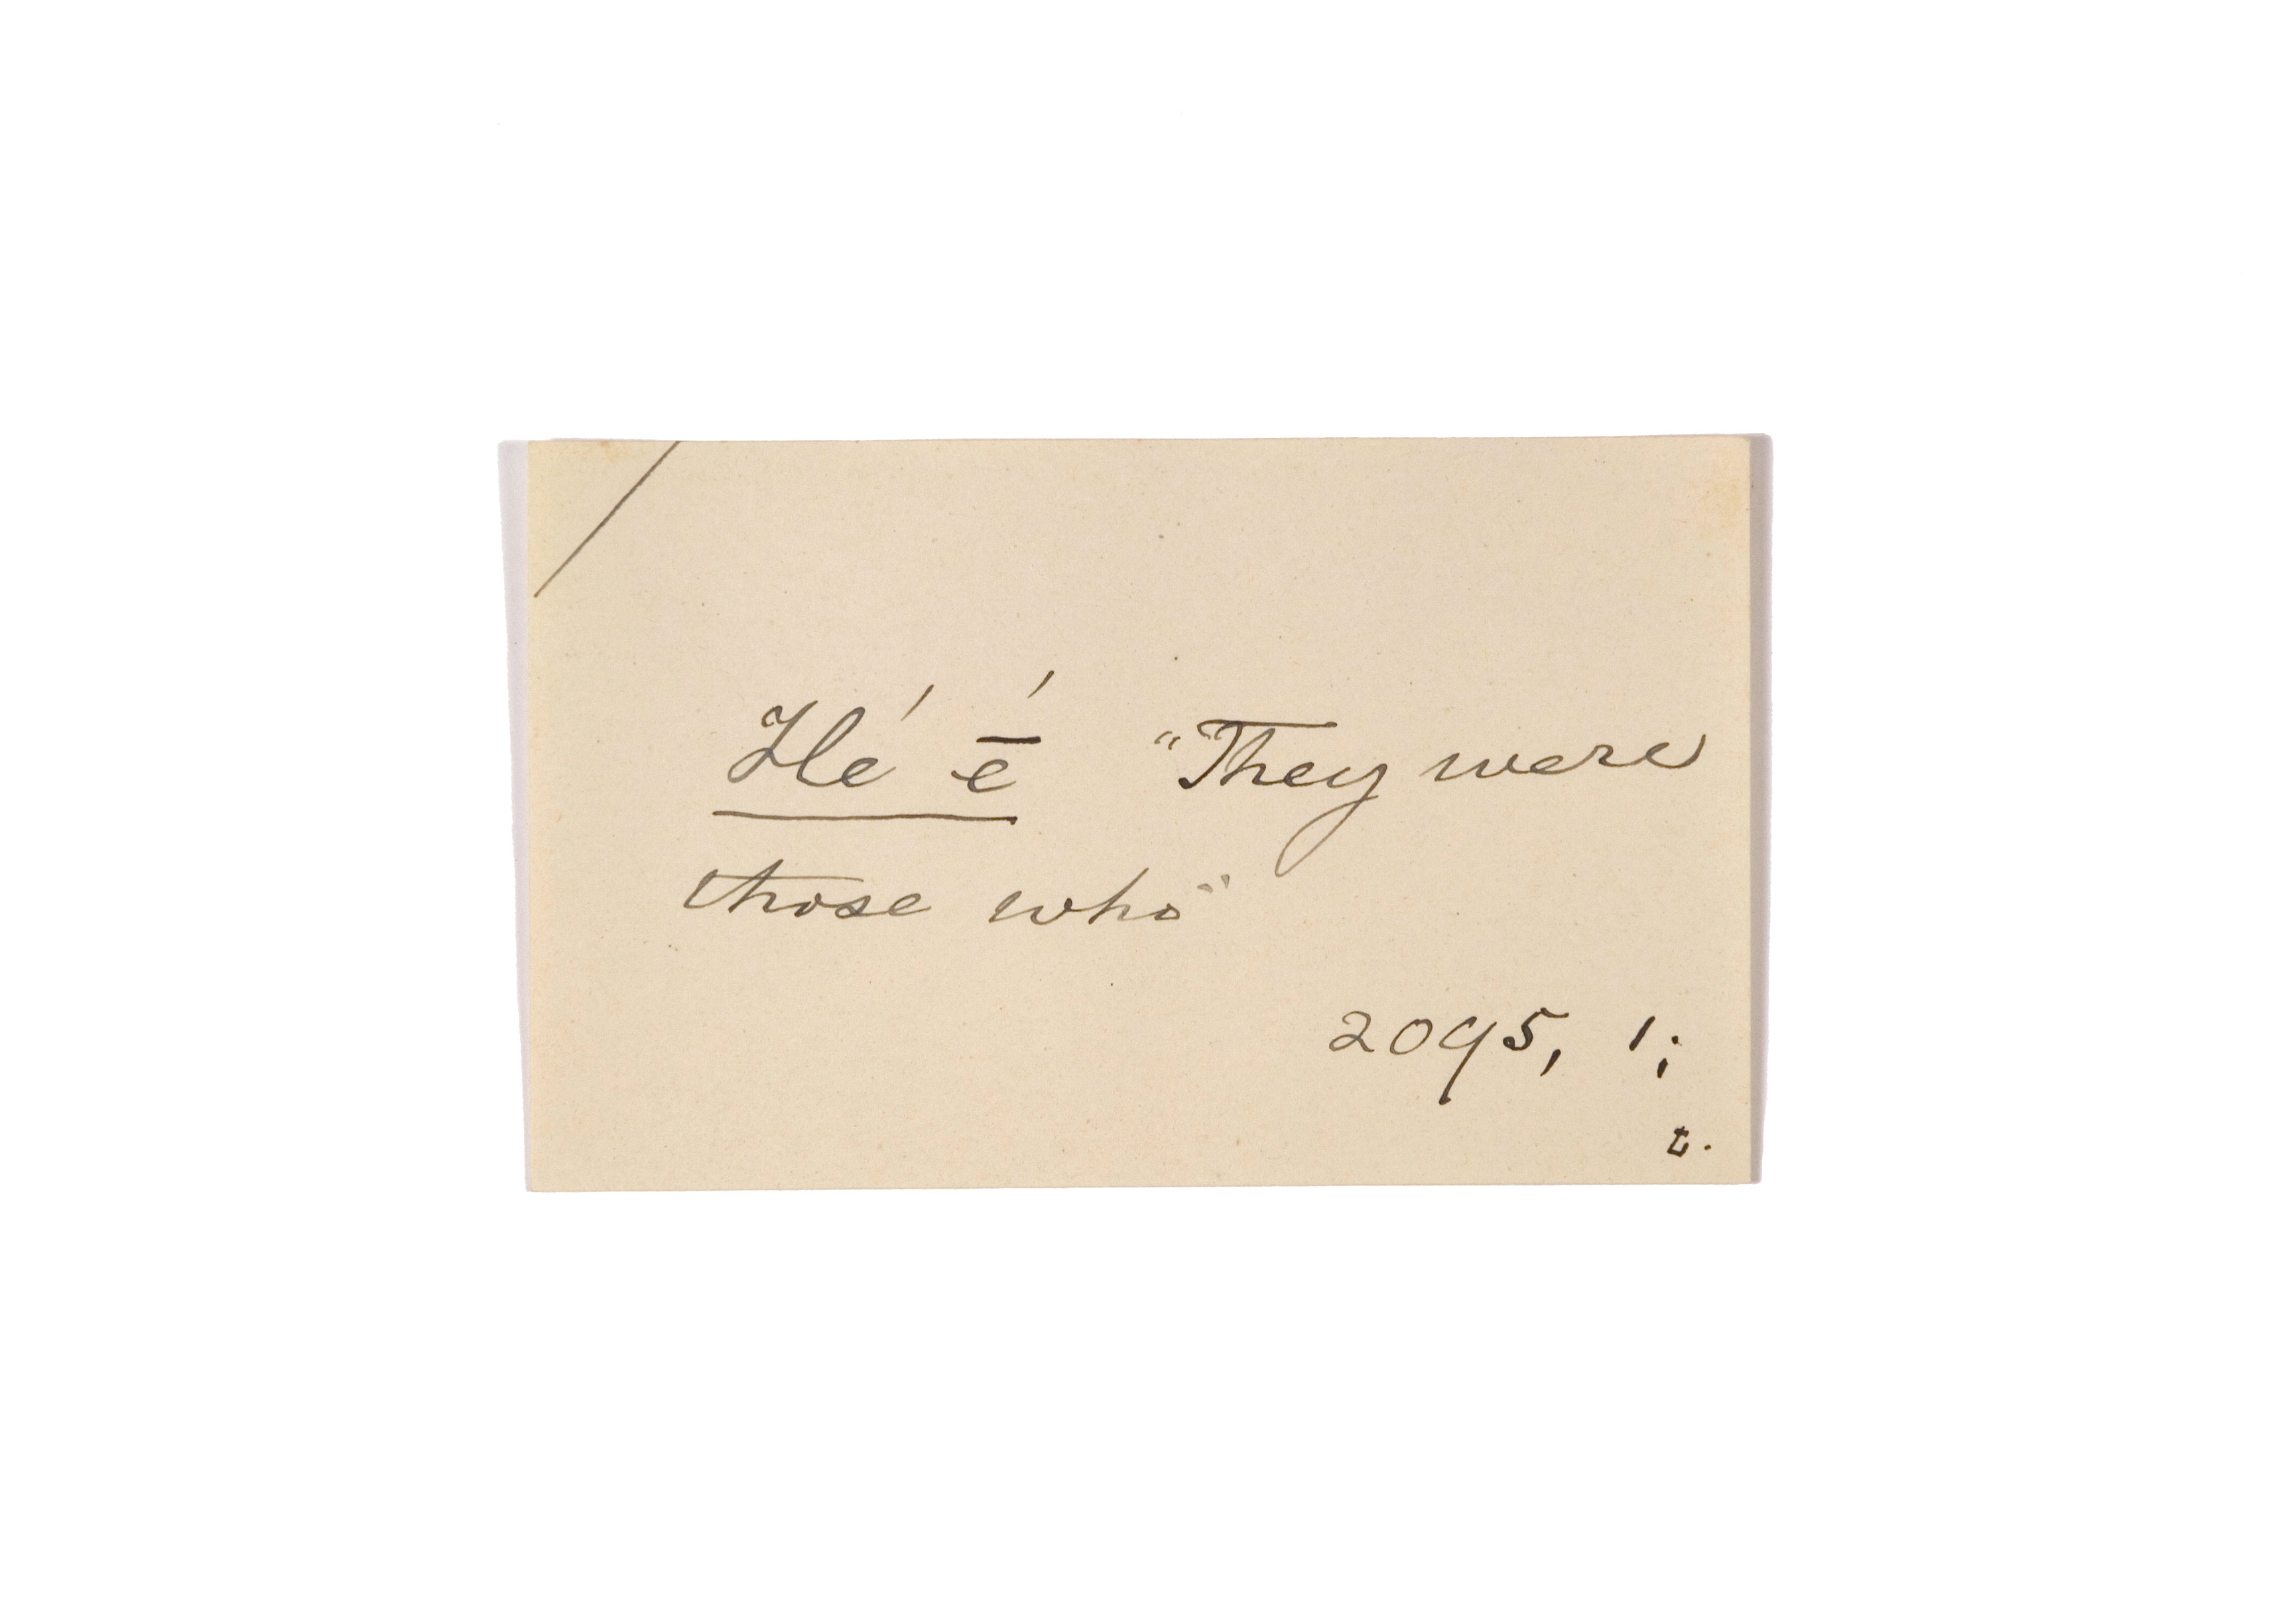 Hé ḗ "They were
those who"
2095, 1;
t.